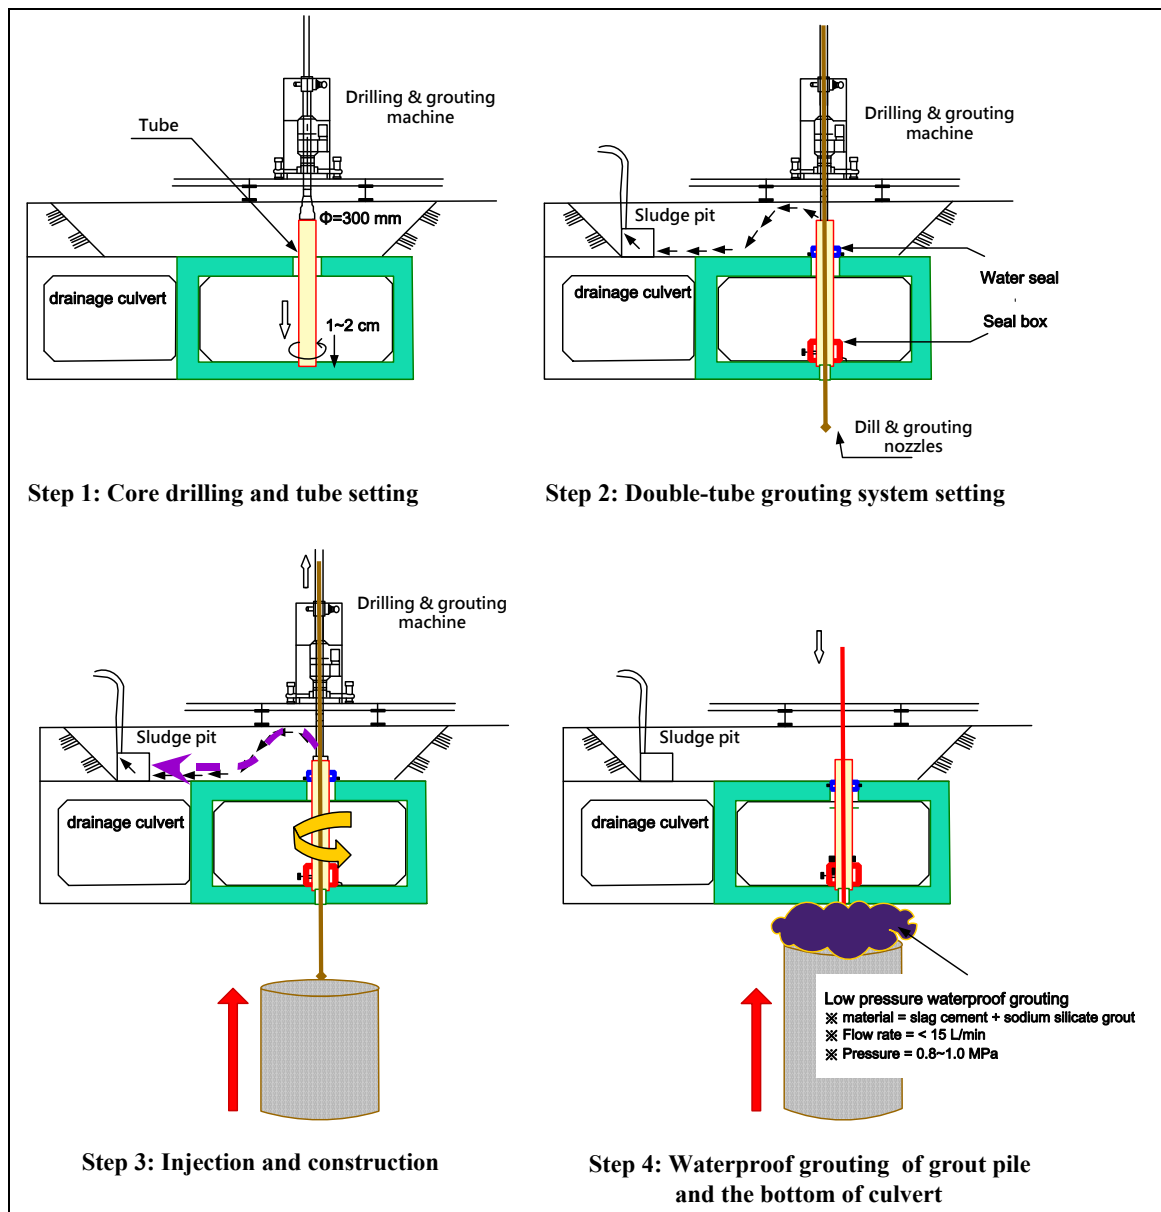 Drilling & grouting
machine
Tube
Φ=300 mm
drainage culvert
1~2 cm
Step 1: Core drilling and tube setting
Drilling & grouting
machine
Sludge pit
drainage culvert
Water seal
Seal box
Dill & grouting
nozzles
Step 2: Double-tube grouting system setting
Drilling & grouting
machine
Sludge pit
drainage culvert
Step 3: Injection and construction
Sludge pit
drainage culvert
Low pressure waterproof grouting
※ material = slag cement + sodium silicate grout
※ Flow rate = < 15 L/min
※ Pressure = 0.8~1.0 MPa
Step 4: Waterproof grouting of grout pile
and the bottom of culvert